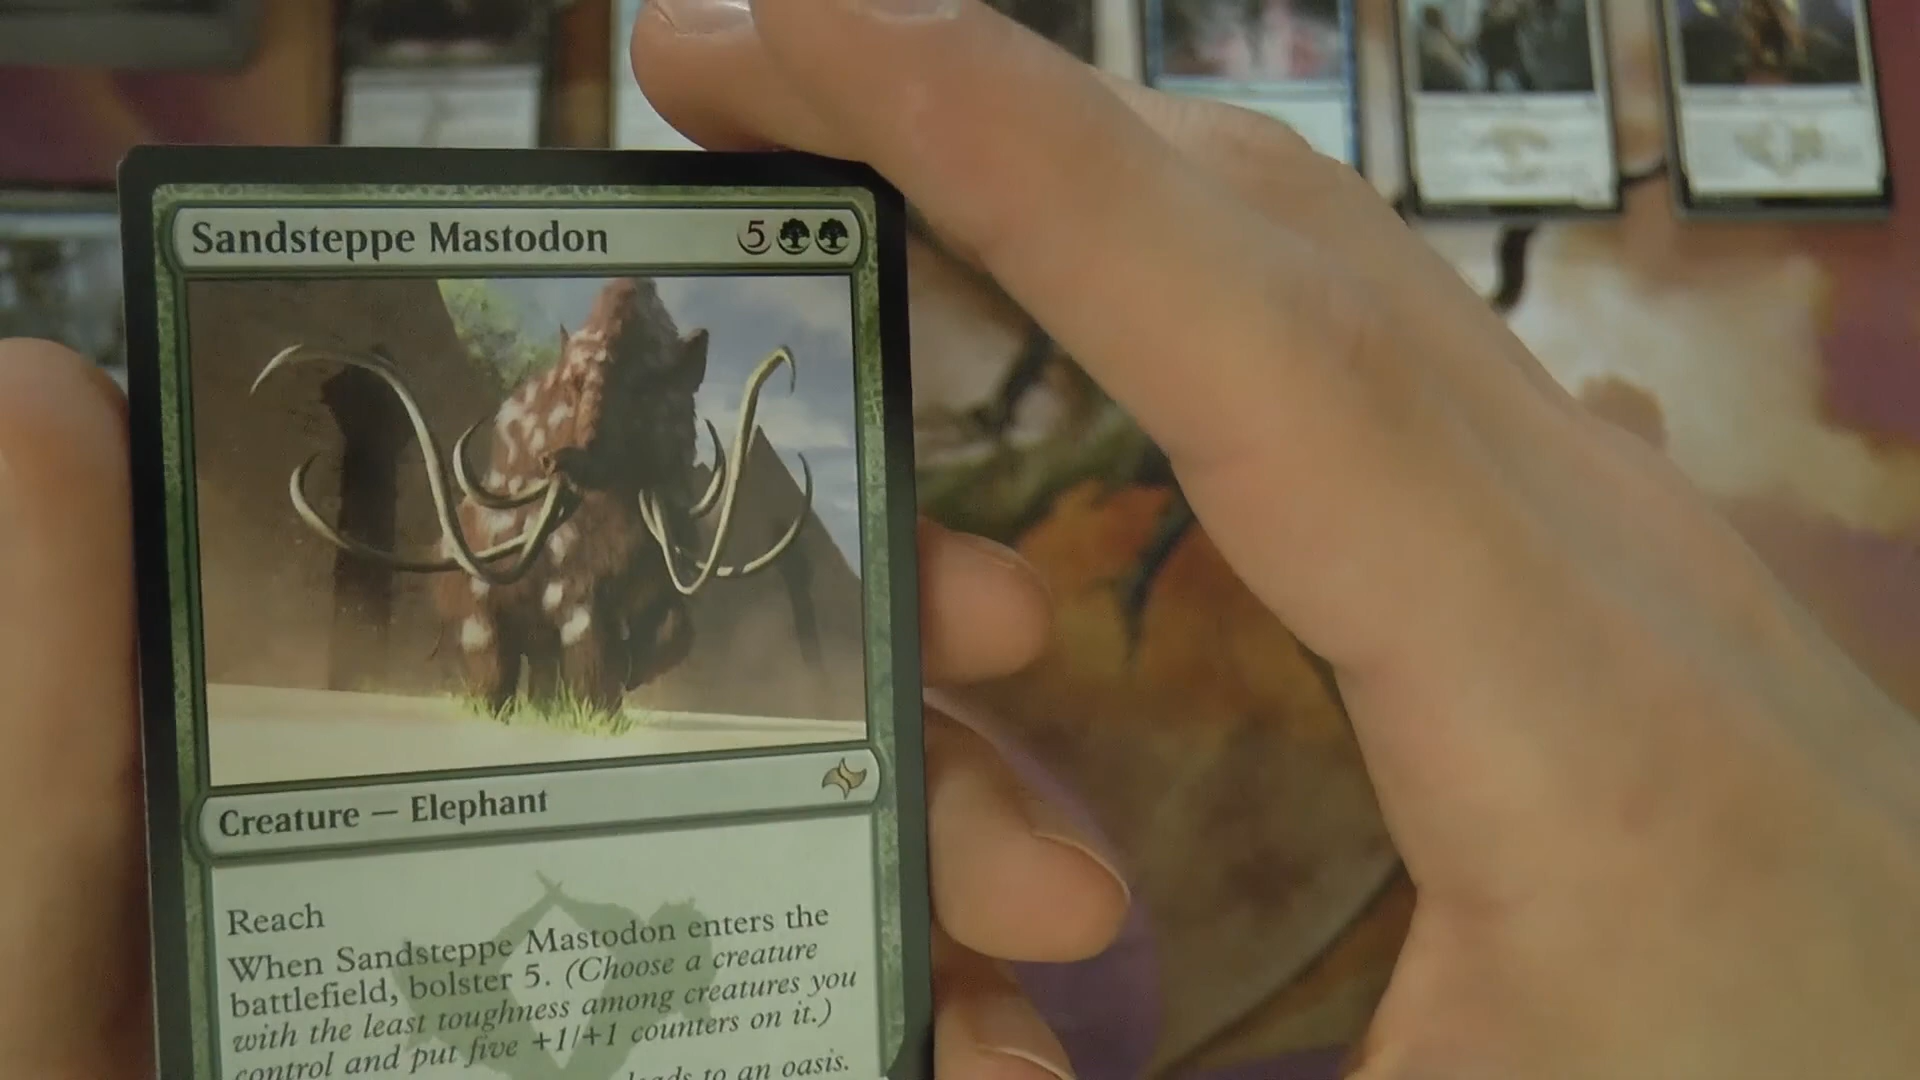 Sandsteppe Mastodon 5
Creature — Elephant
Reach
When Sandsteppe Mastodon enters the
battlefield, bolster 5. (Choose a creature
with the least toughness among creatures you
control and put five +1/+1 counters on it.)
leads to an oasis.